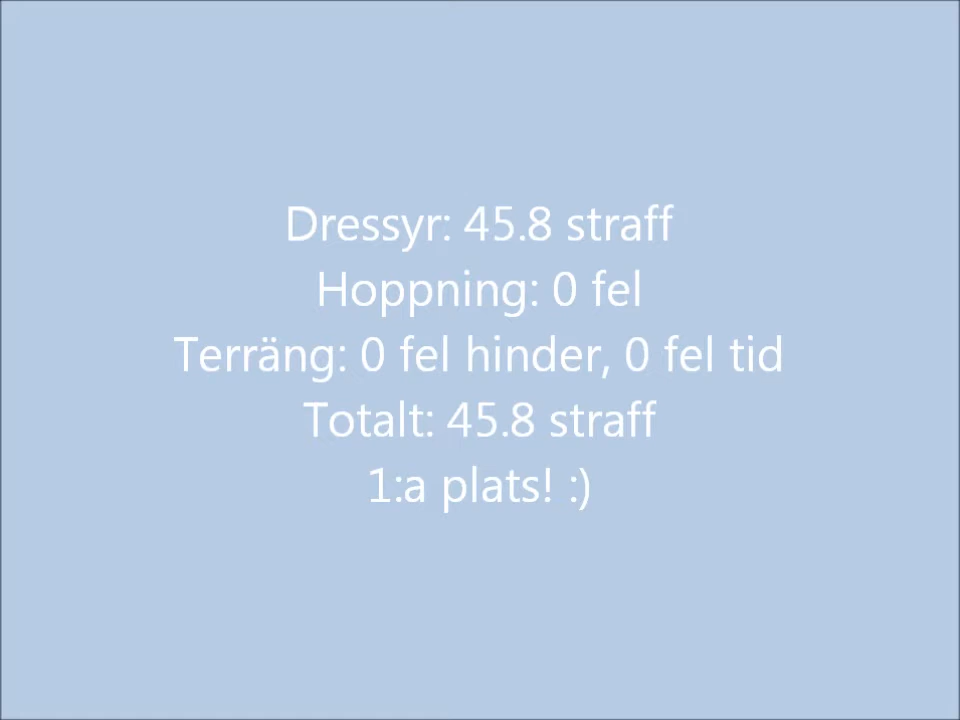 Dressyr: 45.8 straff
Hoppning: 0 fel
Terräng: 0 fel hinder, 0 fel tid
Totalt: 45.8 straff
1:a plats! :)